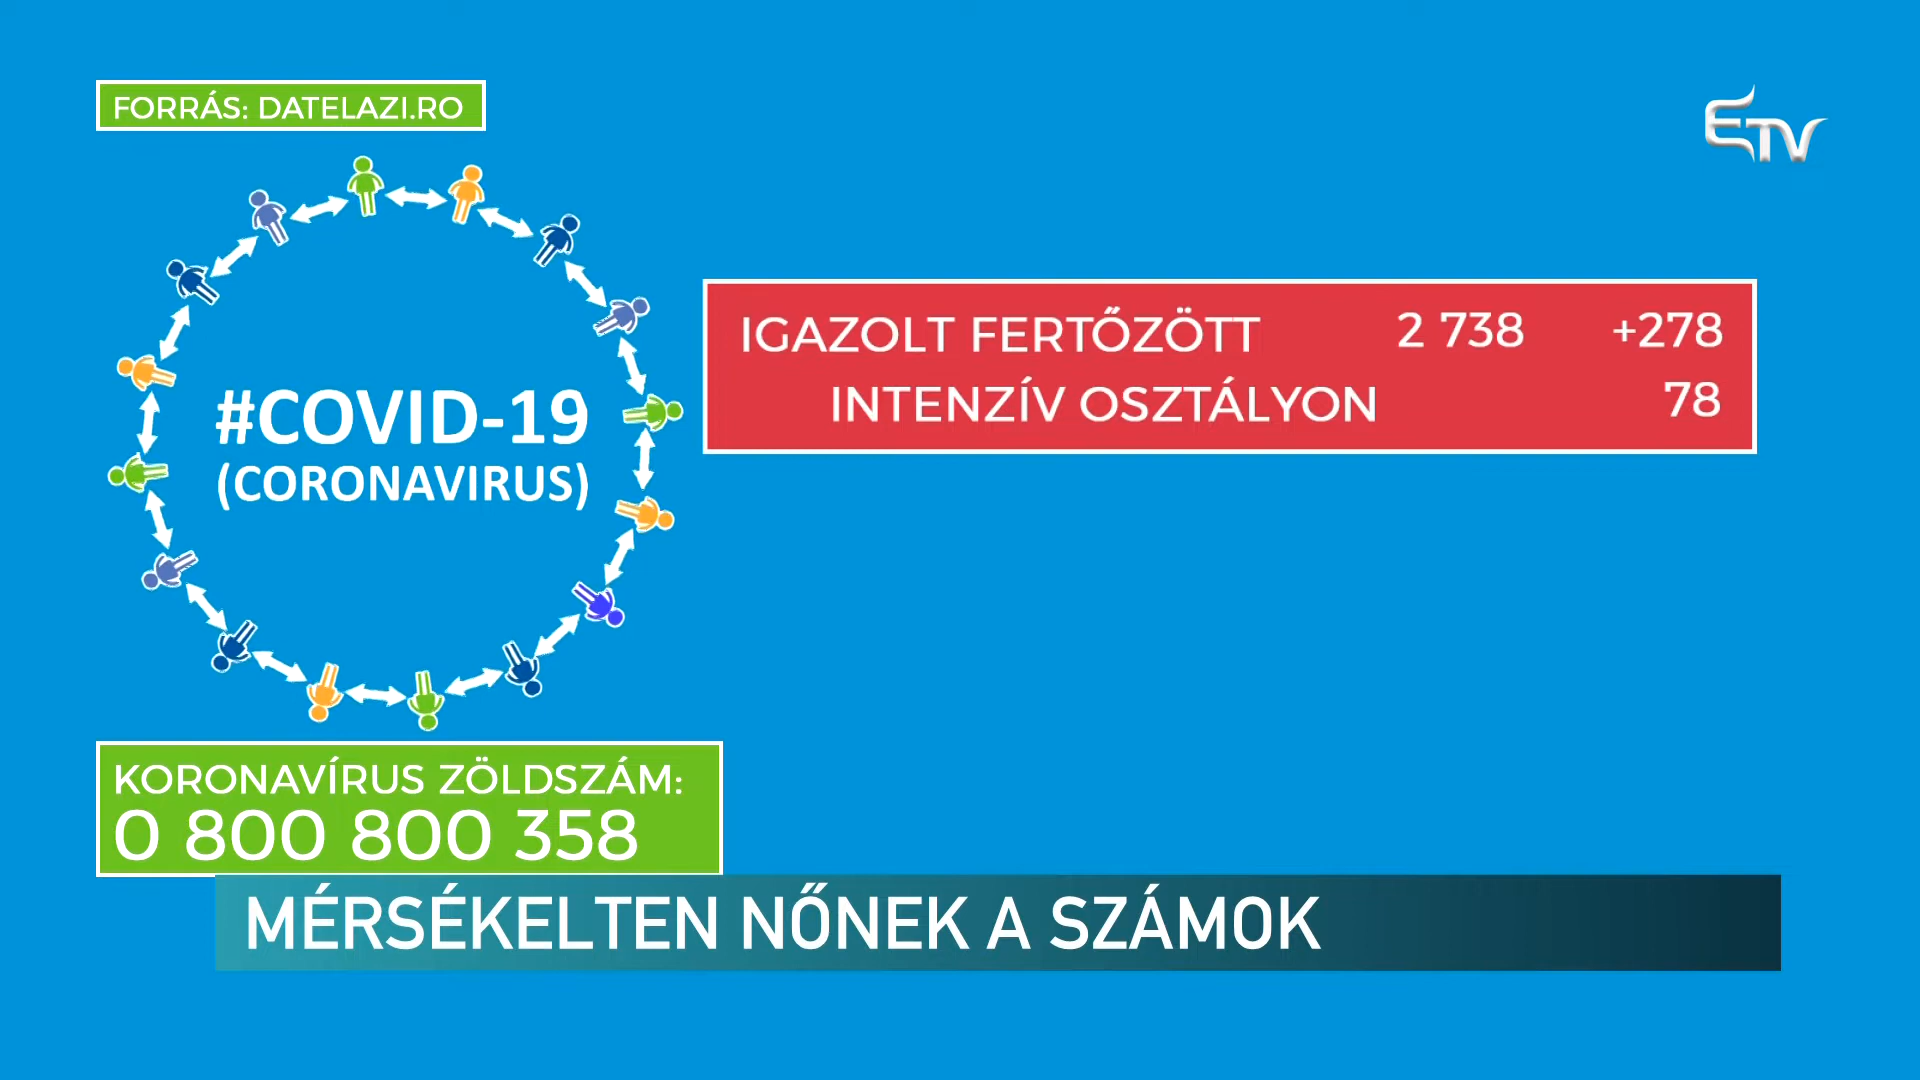 FORRÁS: DATELAZI.RO
ETV
#COVID-19
(CORONAVIRUS)
IGAZOLT FERTŐZÖTT 2 738 +278
INTENZÍV OSZTÁLYON 78
KORONAVÍRUS ZÖLDSZÁM:
0 800 800 358
MÉRSÉKELTEN NŐNEK A SZÁMOK